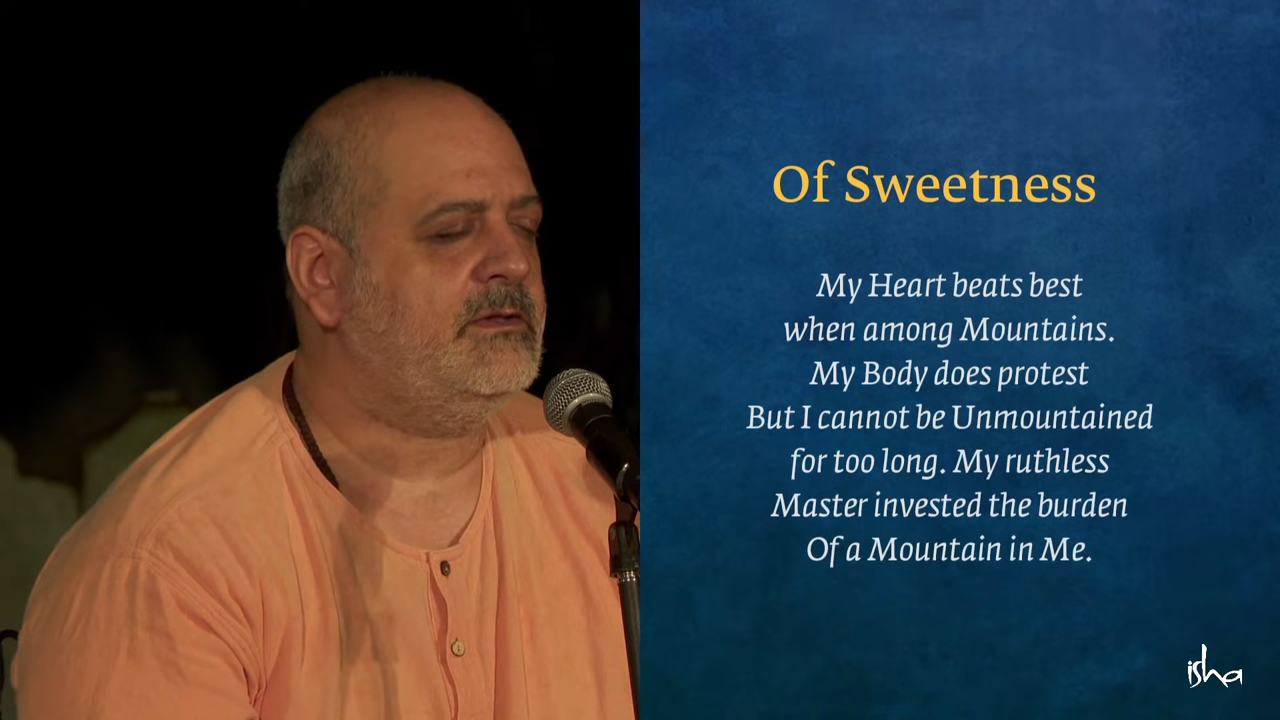 Of Sweetness
My Heart beats best
when among Mountains.
My Body does protest
But I cannot be Unmountained
for too long. My ruthless
Master invested the burden
Of a Mountain in Me.
isha